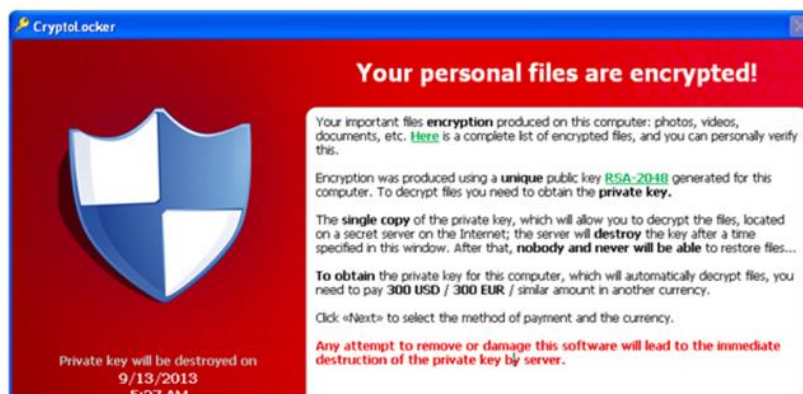 CryptoLocker
Your personal files are encrypted!
Your important files encryption produced on this computer: photos, videos,
documents, etc. Here is a complete list of encrypted files, and you can personally verify
this.
Encryption was produced using a unique public key RSA-2048 generated for this
computer. To decrypt files you need to obtain the private key.
The single copy of the private key, which will allow you to decrypt the files, located
on a secret server on the Internet; the server will destroy the key after a time
specified in this window. After that, nobody and never will be able to restore files...
To obtain the private key for this computer, which will automatically decrypt files, you
need to pay 300 USD / 300 EUR / similar amount in another currency.
Click «Next» to select the method of payment and the currency.
Any attempt to remove or damage this software will lead to the immediate
destruction of the private key by server.
Private key will be destroyed on
9/13/2013
5:27 AM